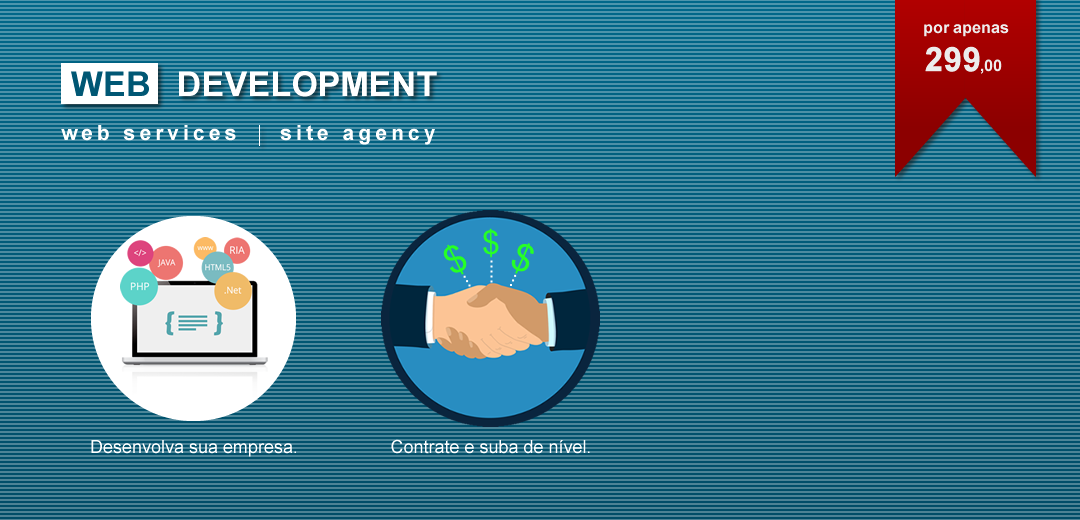 por apenas
299,00
WEB DEVELOPMENT
web services | site agency
</>
JAVA
www
RIA
HTML5
PHP
.Net
{ }
$ $ $
Desenvolva sua empresa.
Contrate e suba de nível.